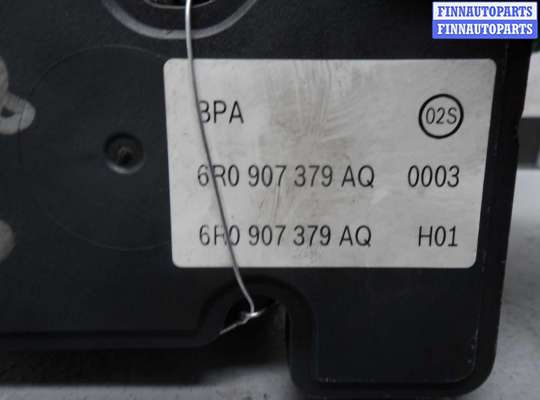 FINNAUTOPARTS
FINNAUTOPARTS
BPA 02S
6R0 907 379 AQ 0003
6R0 907 379 AQ H01